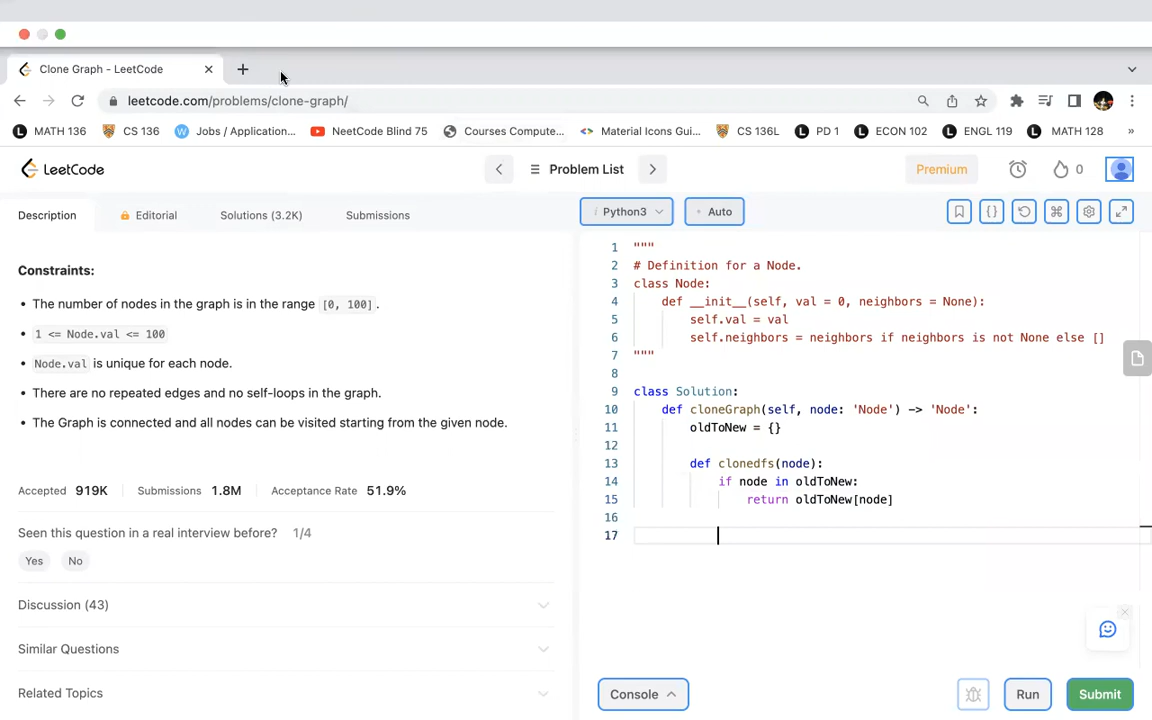 Clone Graph - LeetCode
leetcode.com/problems/clone-graph/
MATH 136 CS 136 Jobs / Application... NeetCode Blind 75 Courses Compute... Material Icons Gui... CS 136L PD 1 ECON 102 ENGL 119 MATH 128 »
LeetCode Problem List Premium 0
Description Editorial Solutions (3.2K) Submissions
Python3 Auto
Constraints:
• The number of nodes in the graph is in the range [0, 100].
• 1 <= Node.val <= 100
• Node.val is unique for each node.
• There are no repeated edges and no self-loops in the graph.
• The Graph is connected and all nodes can be visited starting from the given node.
Accepted 919K Submissions 1.8M Acceptance Rate 51.9%
Seen this question in a real interview before? 1/4
Yes No
Discussion (43)
Similar Questions
Related Topics
1 """
2 # Definition for a Node.
3 class Node:
4     def __init__(self, val = 0, neighbors = None):
5         self.val = val
6         self.neighbors = neighbors if neighbors is not None else []
7 """
8
9 class Solution:
10     def cloneGraph(self, node: 'Node') -> 'Node':
11         oldToNew = {}
12
13         def clonedfs(node):
14             if node in oldToNew:
15                 return oldToNew[node]
16
17
Console Run Submit